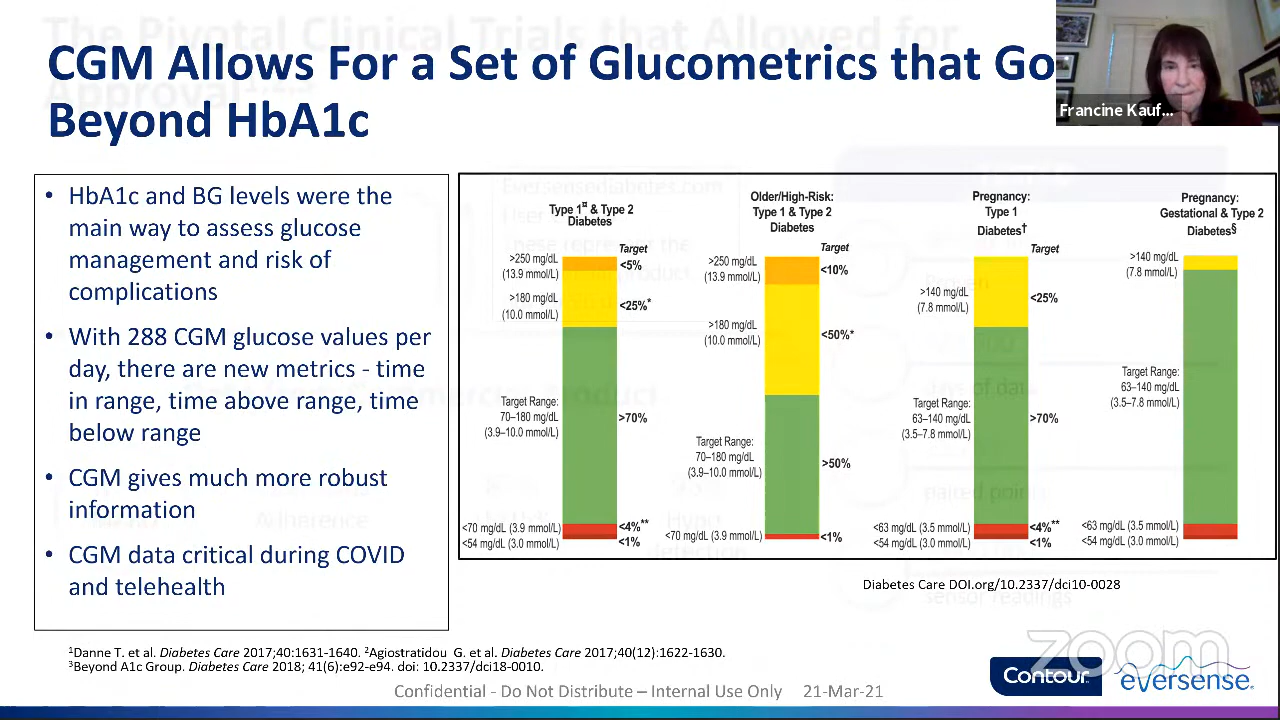 CGM Allows For a Set of Glucometrics that Go
Beyond HbA1c
Francine Kauf...
• HbA1c and BG levels were the
main way to assess glucose
management and risk of
complications
• With 288 CGM glucose values per
day, there are new metrics - time
in range, time above range, time
below range
• CGM gives much more robust
information
• CGM data critical during COVID
and telehealth
Type 1¤ & Type 2
Diabetes
Target
>250 mg/dL
(13.9 mmol/L)
<5%
>180 mg/dL
(10.0 mmol/L)
<25%*
Target Range:
70–180 mg/dL
(3.9–10.0 mmol/L)
>70%
<70 mg/dL (3.9 mmol/L)
<4%**
<54 mg/dL (3.0 mmol/L)
<1%
Older/High-Risk:
Type 1 & Type 2
Diabetes
Target
>250 mg/dL
(13.9 mmol/L)
<10%
>180 mg/dL
(10.0 mmol/L)
<50%*
Target Range:
70–180 mg/dL
(3.9–10.0 mmol/L)
>50%
<70 mg/dL (3.9 mmol/L)
<1%
Pregnancy:
Type 1
Diabetes†
Target
>140 mg/dL
(7.8 mmol/L)
<25%
Target Range:
63–140 mg/dL
(3.5–7.8 mmol/L)
>70%
<63 mg/dL (3.5 mmol/L)
<4%**
<54 mg/dL (3.0 mmol/L)
<1%
Pregnancy:
Gestational & Type 2
Diabetes§
>140 mg/dL
(7.8 mmol/L)
Target Range:
63–140 mg/dL
(3.5–7.8 mmol/L)
<63 mg/dL (3.5 mmol/L)
<54 mg/dL (3.0 mmol/L)
Diabetes Care DOI.org/10.2337/dci10-0028
¹Danne T. et al. Diabetes Care 2017;40:1631-1640. ²Agiostratidou G. et al. Diabetes Care 2017;40(12):1622-1630.
³Beyond A1c Group. Diabetes Care 2018; 41(6):e92-e94. doi: 10.2337/dci18-0010.
Confidential - Do Not Distribute – Internal Use Only 21-Mar-21
Contour
eversense.
zoom